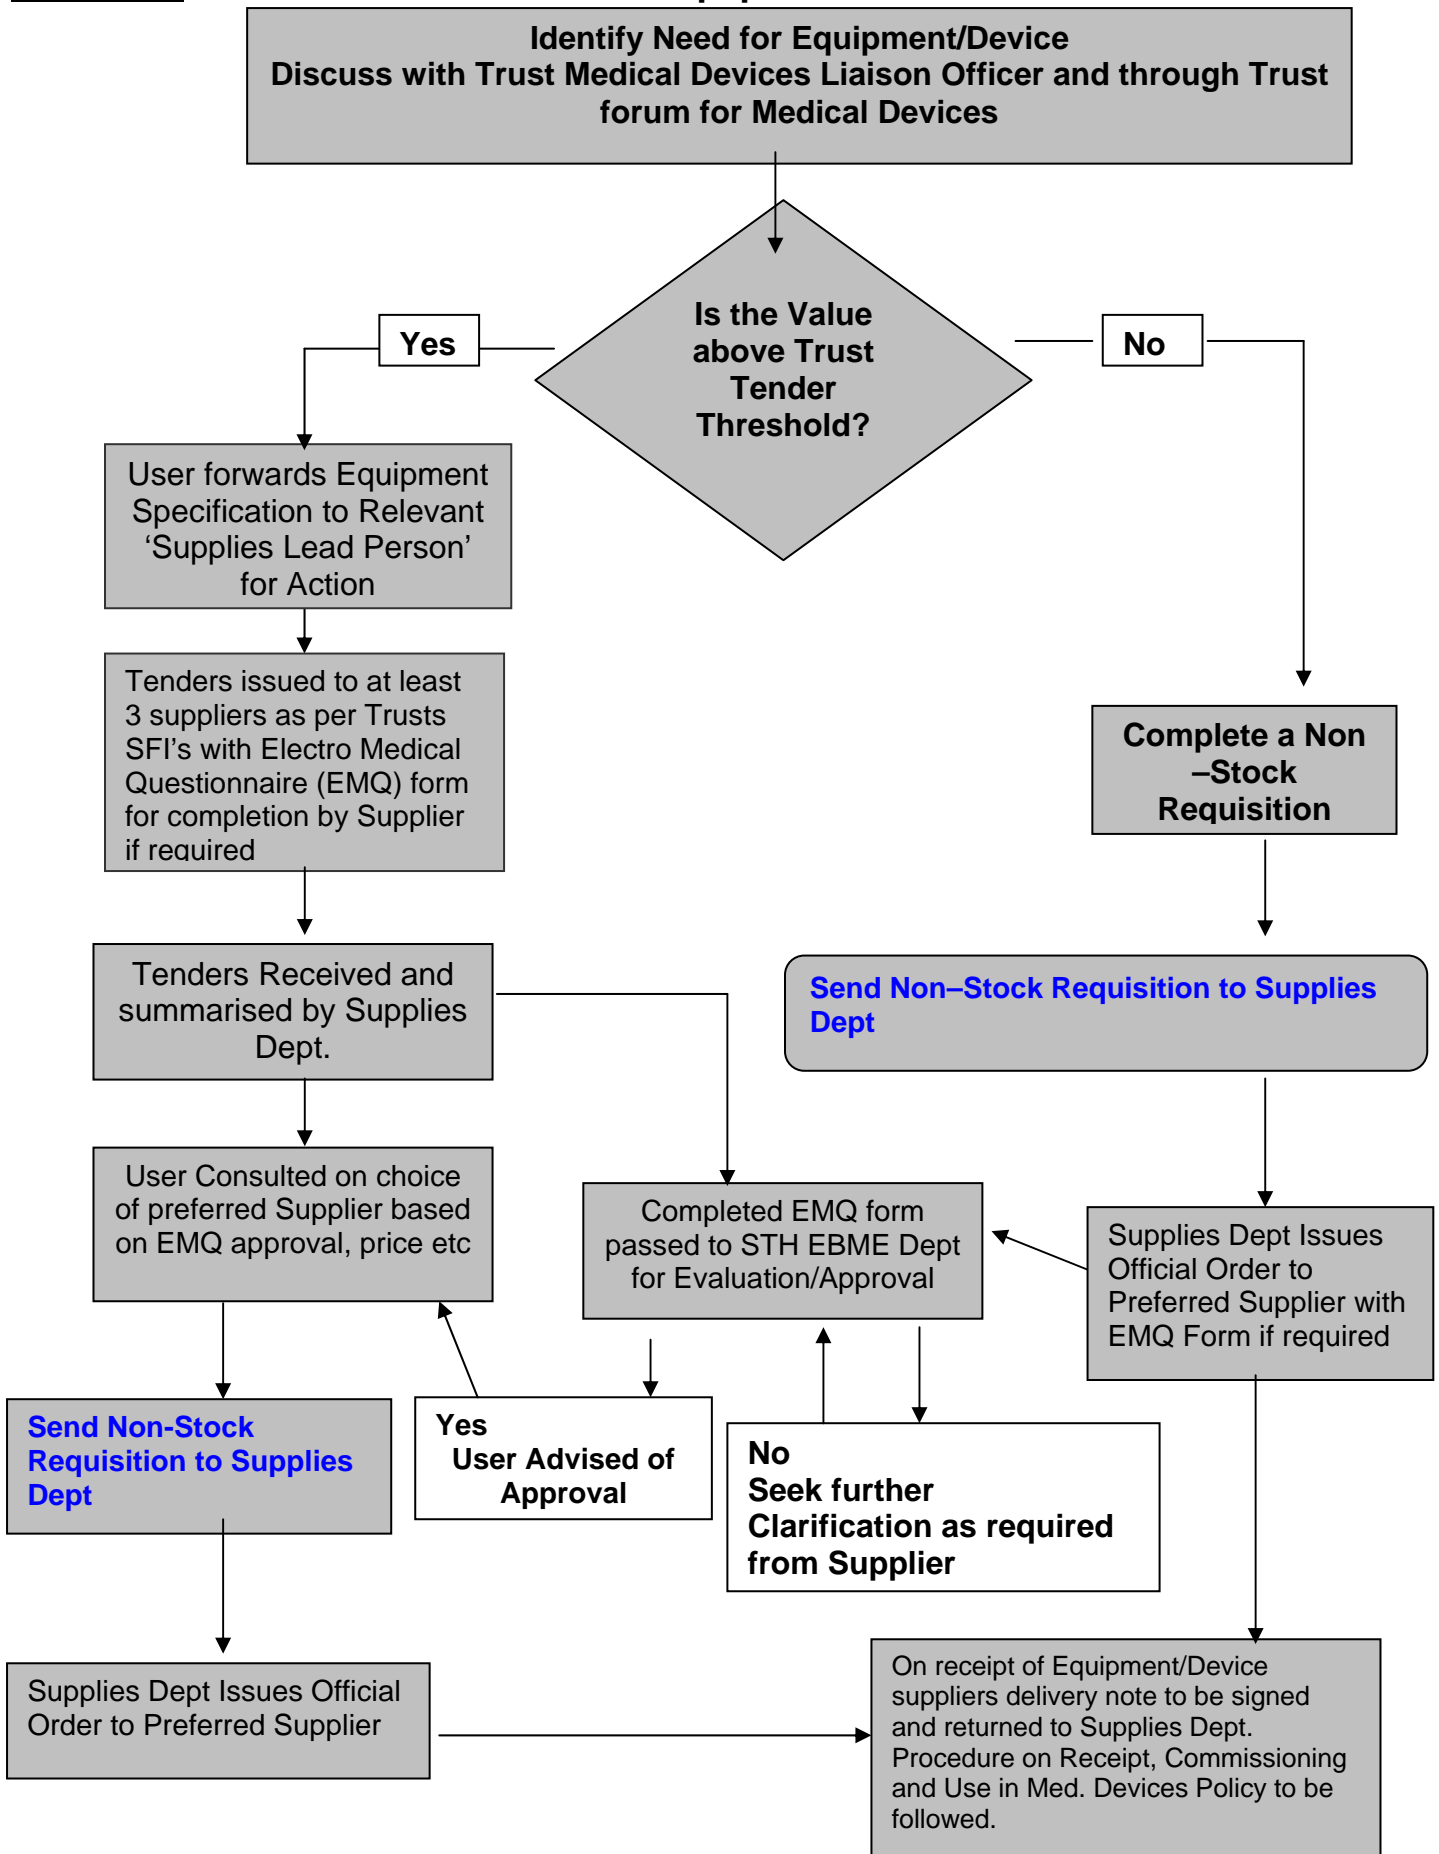 Identify Need for Equipment/Device
Discuss with Trust Medical Devices Liaison Officer and through Trust
forum for Medical Devices
Is the Value
above Trust
Tender
Threshold?
Yes
No
User forwards Equipment
Specification to Relevant
‘Supplies Lead Person’
for Action
Tenders issued to at least
3 suppliers as per Trusts
SFI's with Electro Medical
Questionnaire (EMQ) form
for completion by Supplier
if required
Complete a Non
–Stock
Requisition
Tenders Received and
summarised by Supplies
Dept.
Send Non–Stock Requisition to Supplies
Dept
User Consulted on choice
of preferred Supplier based
on EMQ approval, price etc
Completed EMQ form
passed to STH EBME Dept
for Evaluation/Approval
Supplies Dept Issues
Official Order to
Preferred Supplier with
EMQ Form if required
Send Non-Stock
Requisition to Supplies
Dept
Yes
User Advised of
Approval
No
Seek further
Clarification as required
from Supplier
Supplies Dept Issues Official
Order to Preferred Supplier
On receipt of Equipment/Device
suppliers delivery note to be signed
and returned to Supplies Dept.
Procedure on Receipt, Commissioning
and Use in Med. Devices Policy to be
followed.